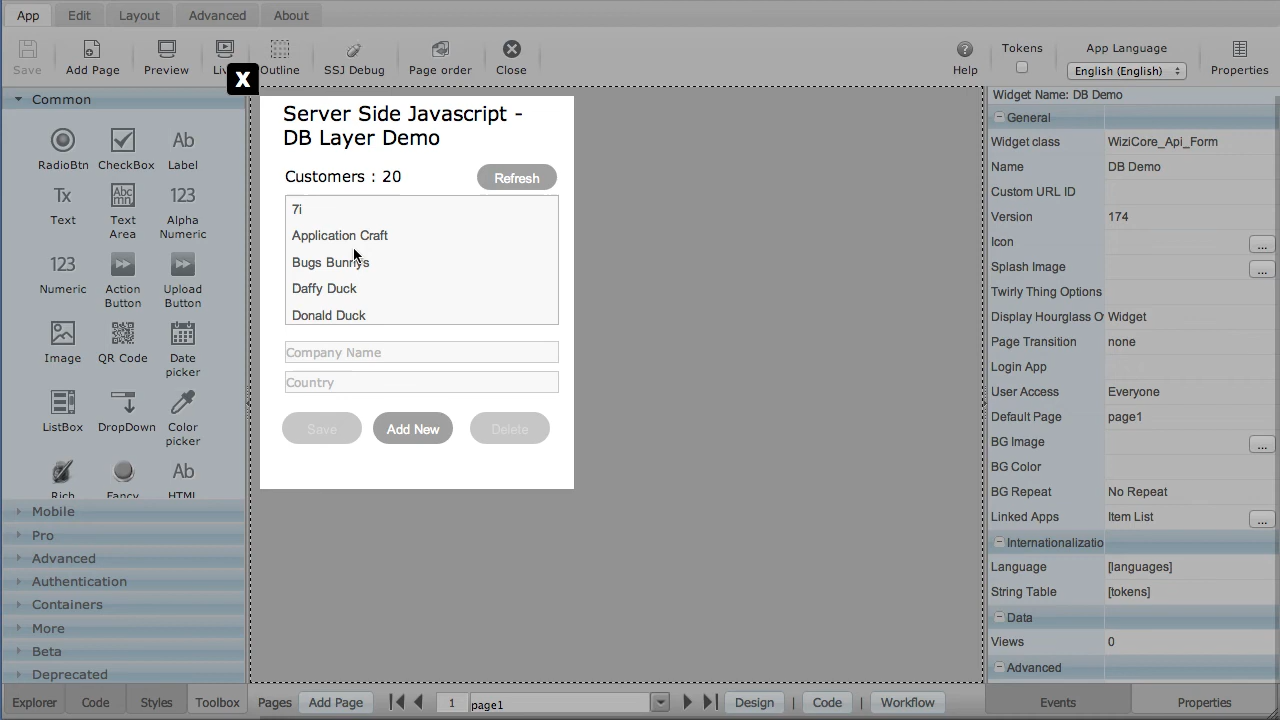 App Edit Layout Advanced About
Save Add Page Preview Outline SSJ Debug Page order Close Help Tokens App Language English (English) Properties
X
Common
RadioBtn CheckBox Ab Label
Tx Text Abc mn Text Area 123 Alpha Numeric
123 Numeric Action Button Upload Button
Image QR Code Date picker
ListBox DropDown Color picker
Rich Fancy Ab HTML
Mobile
Pro
Advanced
Authentication
Containers
More
Beta
Deprecated
Explorer Code Styles Toolbox
Server Side Javascript -
DB Layer Demo
Customers : 20 Refresh
7i
Application Craft
Bugs Bunnys
Daffy Duck
Donald Duck
Company Name
Country
Save Add New Delete
Pages Add Page 1 page1 Design | Code | Workflow
Widget Name: DB Demo
General
Widget class WiziCore_Api_Form
Name DB Demo
Custom URL ID
Version 174
Icon ...
Splash Image ...
Twirly Thing Options
Display Hourglass O Widget
Page Transition none
Login App
User Access Everyone
Default Page page1
BG Image ...
BG Color
BG Repeat No Repeat
Linked Apps Item List ...
Internationalizatio
Language [languages]
String Table [tokens]
Data
Views 0
Advanced
Events Properties